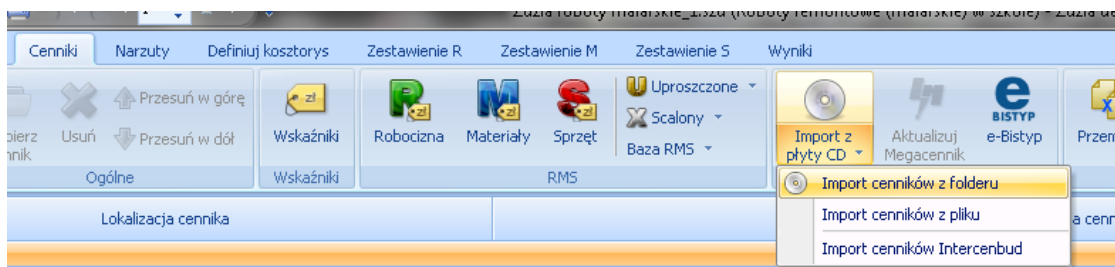 1
Zuzia roboty malarskie_1.szu (Roboty remontowe (malarskie) w szkole) - Zuzia
Cenniki Narzuty Definiuj kosztorys Zestawienie R Zestawienie M Zestawienie S Wyniki
Przesuń w górę
Uproszczone
Scalony
BISTYP
Usuń Przesuń w dół Wskaźniki Robocizna Materiały Sprzęt Baza RMS Import z płyty CD Aktualizuj Megacennik e-Bistyp
Ogólne Wskaźniki RMS
Import cenników z folderu
Lokalizacja cennika
Import cenników z pliku
Import cenników Intercenbud